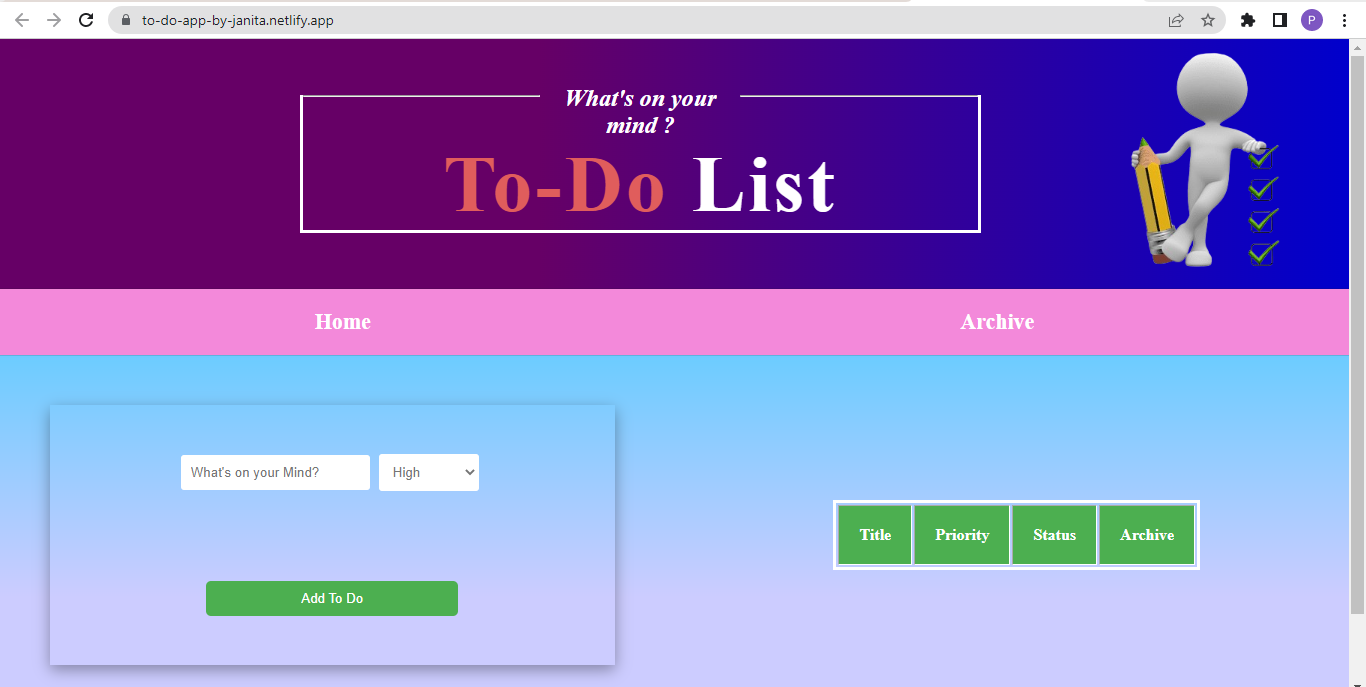 to-do-app-by-janita.netlify.app
P
What's on your
mind ?
To-Do List
Home
Archive
What's on your Mind?
High
Add To Do
Title
Priority
Status
Archive